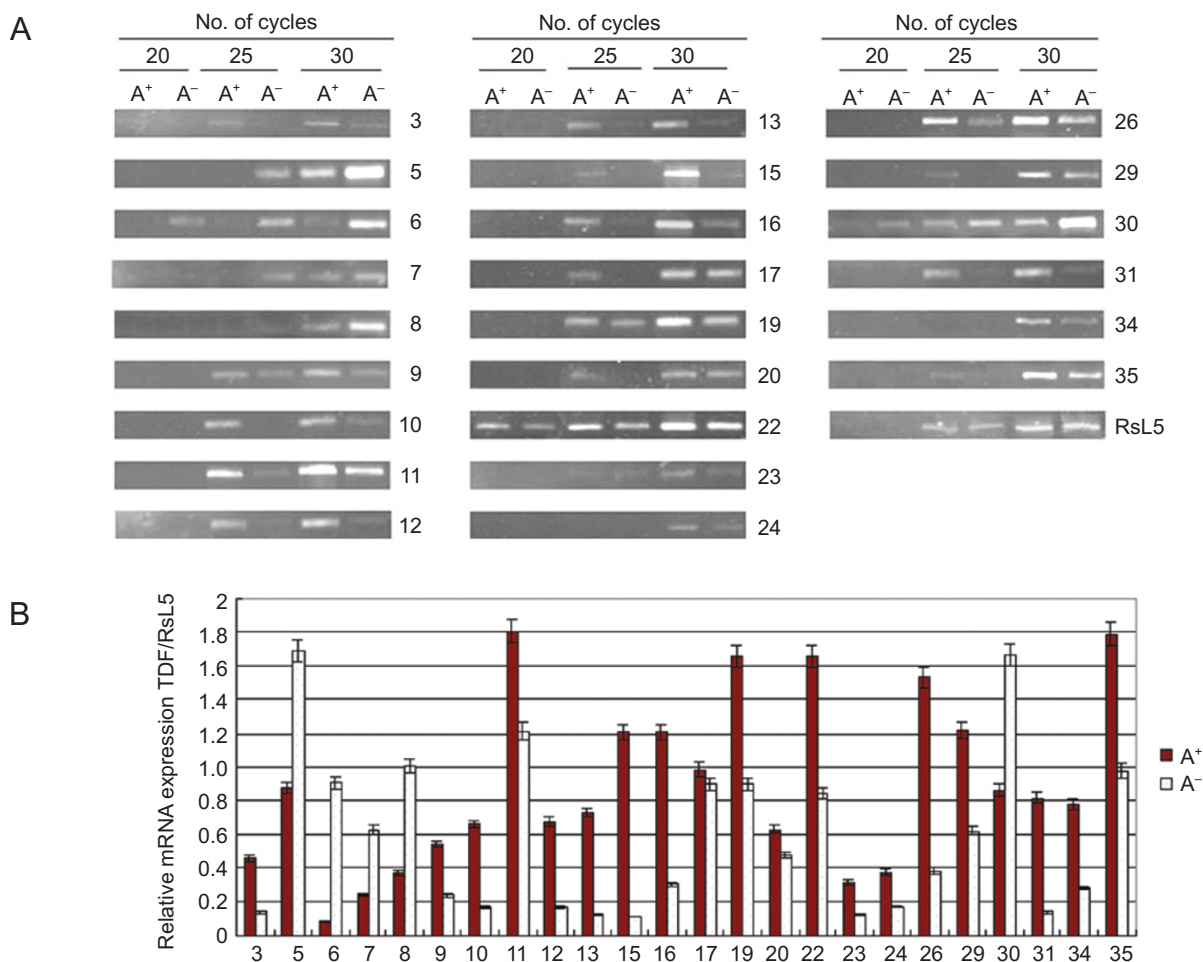 A
No. of cycles
20 25 30
A⁺ A⁻ A⁺ A⁻ A⁺ A⁻
3
5
6
7
8
9
10
11
12
No. of cycles
20 25 30
A⁺ A⁻ A⁺ A⁻ A⁺ A⁻
13
15
16
17
19
20
22
23
24
No. of cycles
20 25 30
A⁺ A⁻ A⁺ A⁻ A⁺ A⁻
26
29
30
31
34
35
RsL5
B
Relative mRNA expression TDF/RsL5
2
1.8
1.6
1.4
1.2
1.0
0.8
0.6
0.4
0.2
0
3 5 6 7 8 9 10 11 12 13 15 16 17 19 20 22 23 24 26 29 30 31 34 35
A⁺
A⁻